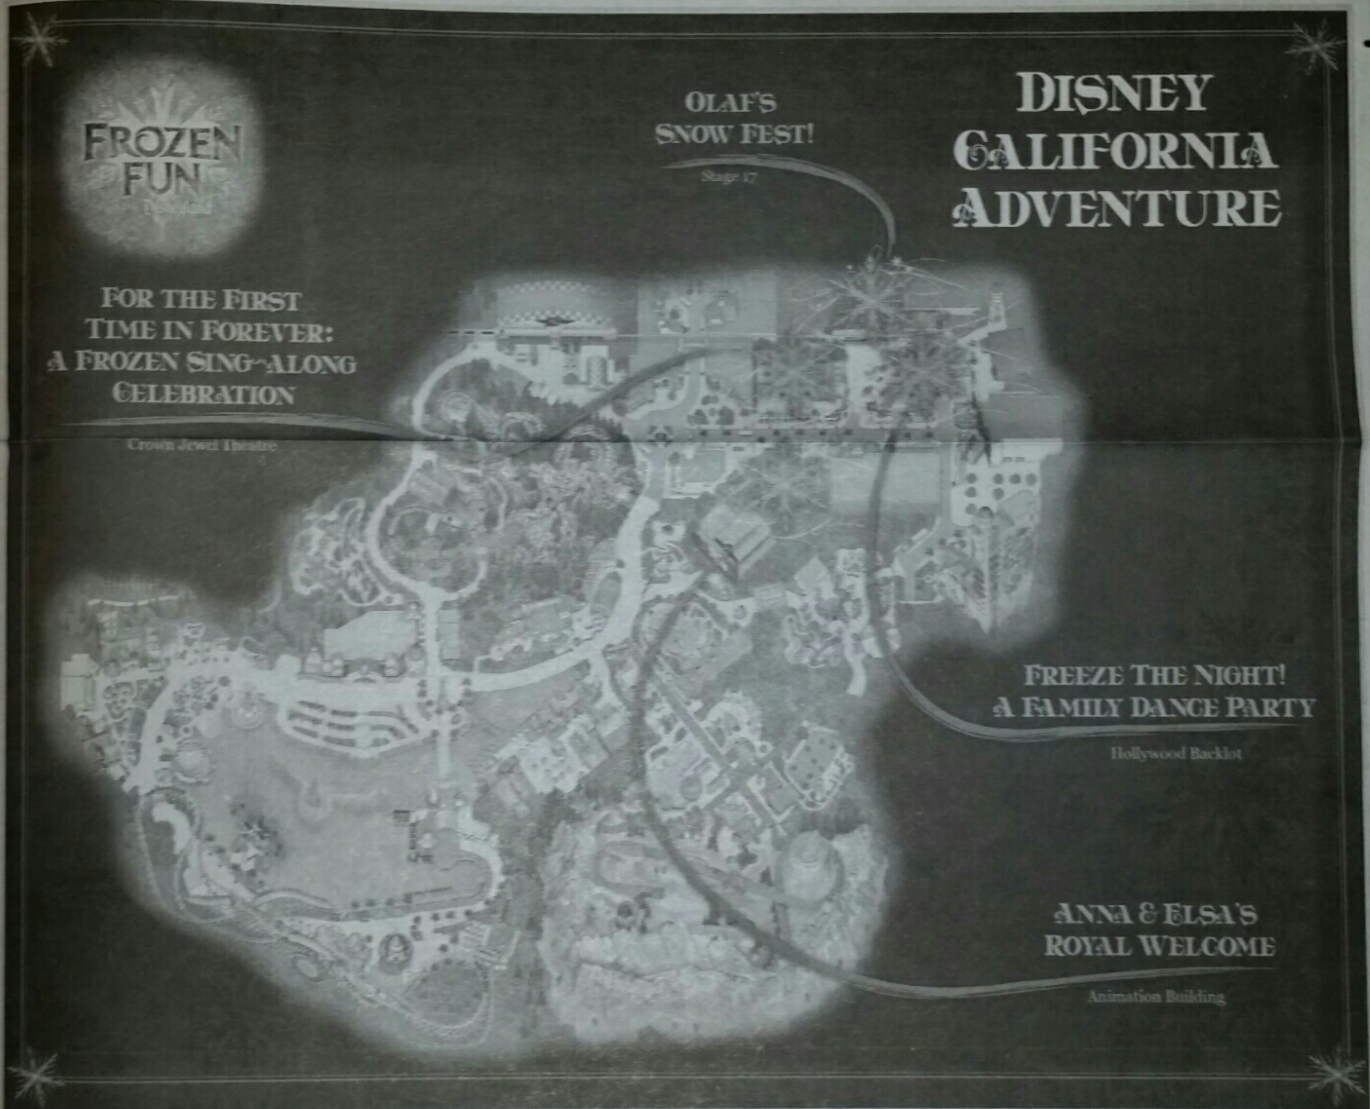 FROZEN
FUN
OLAF'S
SNOW FEST!
Stage 17
DISNEY
CALIFORNIA
ADVENTURE
FOR THE FIRST
TIME IN FOREVER:
A FROZEN SING-ALONG
CELEBRATION
Crown Jewel Theatre
FREEZE THE NIGHT!
A FAMILY DANCE PARTY
Hollywood Backlot
ANNA & ELSA'S
ROYAL WELCOME
Animation Building